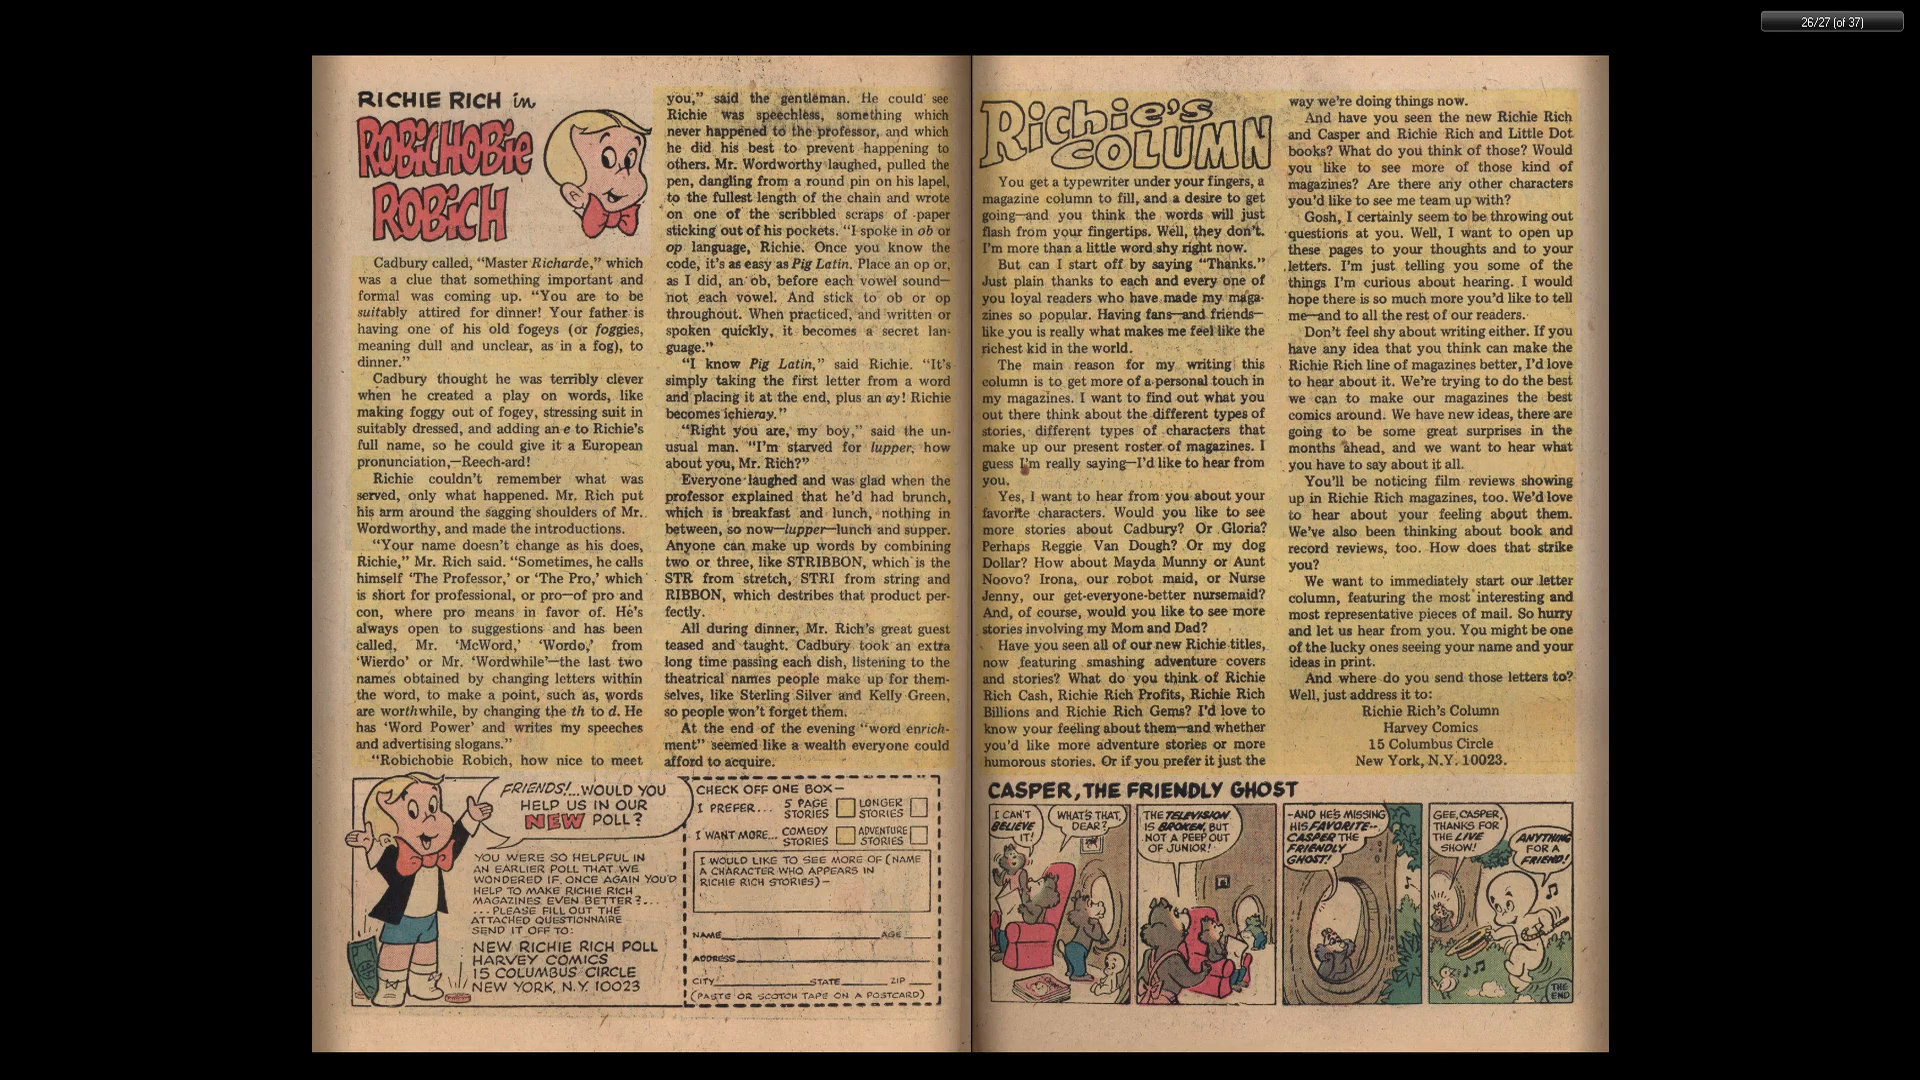 26/27 (of 37)
RICHIE RICH in
ROBICHOBIE
ROBICH
Cadbury called, “Master Richarde,” which
was a clue that something important and
formal was coming up. “You are to be
suitably attired for dinner! Your father is
having one of his old fogeys (or foggies,
meaning dull and unclear, as in a fog), to
dinner.”
Cadbury thought he was terribly clever
when he created a play on words, like
making foggy out of fogey, stressing suit in
suitably dressed, and adding an e to Richie’s
full name, so he could give it a European
pronunciation,—Reech-ard!
Richie couldn’t remember what was
served, only what happened. Mr. Rich put
his arm around the sagging shoulders of Mr.
Wordworthy, and made the introductions.
“Your name doesn’t change as his does,
Richie,” Mr. Rich said. “Sometimes, he calls
himself ‘The Professor,’ or ‘The Pro,’ which
is short for professional, or pro—of pro and
con, where pro means in favor of. He’s
always open to suggestions and has been
called, Mr. ‘McWord,’ ‘Wordo,’ from
‘Wierdo’ or Mr. ‘Wordwhile’—the last two
names obtained by changing letters within
the word, to make a point, such as, words
are worthwhile, by changing the th to d. He
has ‘Word Power’ and writes my speeches
and advertising slogans.”
“Robichobie Robich, how nice to meet
you,” said the gentleman. He could see
Richie was speechless, something which
never happened to the professor, and which
he did his best to prevent happening to
others. Mr. Wordworthy laughed, pulled the
pen, dangling from a round pin on his lapel,
to the fullest length of the chain and wrote
on one of the scribbled scraps of paper
sticking out of his pockets. “I spoke in ob or
op language, Richie. Once you know the
code, it’s as easy as Pig Latin. Place an op or,
as I did, an ob, before each vowel sound—
not each vowel. And stick to ob or op
throughout. When practiced, and written or
spoken quickly, it becomes a secret lan-
guage.”
“I know Pig Latin,” said Richie. “It’s
simply taking the first letter from a word
and placing it at the end, plus an ay! Richie
becomes ichieray.”
“Right you are, my boy,” said the un-
usual man. “I’m starved for lupper, how
about you, Mr. Rich?”
Everyone laughed and was glad when the
professor explained that he’d had brunch,
which is breakfast and lunch, nothing in
between, so now—lupper—lunch and supper.
Anyone can make up words by combining
two or three, like STRIBBON, which is the
STR from stretch, STRI from string and
RIBBON, which destribes that product per-
fectly.
All during dinner, Mr. Rich’s great guest
teased and taught. Cadbury took an extra
long time passing each dish, listening to the
theatrical names people make up for them-
selves, like Sterling Silver and Kelly Green,
so people won’t forget them.
At the end of the evening “word enrich-
ment” seemed like a wealth everyone could
afford to acquire.
FRIENDS!...WOULD YOU
HELP US IN OUR
NEW POLL?
YOU WERE SO HELPFUL IN
AN EARLIER POLL THAT WE
WONDERED IF, ONCE AGAIN YOU'D
HELP TO MAKE RICHIE RICH
MAGAZINES EVEN BETTER?...
...PLEASE FILL OUT THE
ATTACHED QUESTIONNAIRE
SEND IT OFF TO:
NEW RICHIE RICH POLL
HARVEY COMICS
15 COLUMBUS CIRCLE
NEW YORK, N.Y. 10023
CHECK OFF ONE BOX—
I PREFER... 5 PAGE STORIES LONGER STORIES
I WANT MORE... COMEDY STORIES ADVENTURE STORIES
I WOULD LIKE TO SEE MORE OF (NAME
A CHARACTER WHO APPEARS IN
RICHIE RICH STORIES)—
NAME AGE
ADDRESS
CITY STATE ZIP
(PASTE OR SCOTCH TAPE ON A POSTCARD)
Richie's
COLUMN
You get a typewriter under your fingers, a
magazine column to fill, and a desire to get
going—and you think the words will just
flash from your fingertips. Well, they don’t.
I’m more than a little word shy right now.
But can I start off by saying “Thanks.”
Just plain thanks to each and every one of
you loyal readers who have made my maga-
zines so popular. Having fans—and friends—
like you is really what makes me feel like the
richest kid in the world.
The main reason for my writing this
column is to get more of a personal touch in
my magazines. I want to find out what you
out there think about the different types of
stories, different types of characters that
make up our present roster of magazines. I
guess I’m really saying—I’d like to hear from
you.
Yes, I want to hear from you about your
favorite characters. Would you like to see
more stories about Cadbury? Or Gloria?
Perhaps Reggie Van Dough? Or my dog
Dollar? How about Mayda Munny or Aunt
Noovo? Irona, our robot maid, or Nurse
Jenny, our get-everyone-better nursemaid?
And, of course, would you like to see more
stories involving my Mom and Dad?
Have you seen all of our new Richie titles,
now featuring smashing adventure covers
and stories? What do you think of Richie
Rich Cash, Richie Rich Profits, Richie Rich
Billions and Richie Rich Gems? I’d love to
know your feeling about them—and whether
you’d like more adventure stories or more
humorous stories. Or if you prefer it just the
way we’re doing things now.
And have you seen the new Richie Rich
and Casper and Richie Rich and Little Dot
books? What do you think of those? Would
you like to see more of those kind of
magazines? Are there any other characters
you’d like to see me team up with?
Gosh, I certainly seem to be throwing out
questions at you. Well, I want to open up
these pages to your thoughts and to your
letters. I’m just telling you some of the
things I’m curious about hearing. I would
hope there is so much more you’d like to tell
me—and to all the rest of our readers.
Don’t feel shy about writing either. If you
have any idea that you think can make the
Richie Rich line of magazines better, I’d love
to hear about it. We’re trying to do the best
we can to make our magazines the best
comics around. We have new ideas, there are
going to be some great surprises in the
months ahead, and we want to hear what
you have to say about it all.
You’ll be noticing film reviews showing
up in Richie Rich magazines, too. We’d love
to hear about your feeling about them.
We’ve also been thinking about book and
record reviews, too. How does that strike
you?
We want to immediately start our letter
column, featuring the most interesting and
most representative pieces of mail. So hurry
and let us hear from you. You might be one
of the lucky ones seeing your name and your
ideas in print.
And where do you send those letters to?
Well, just address it to:
Richie Rich’s Column
Harvey Comics
15 Columbus Circle
New York, N.Y. 10023.
CASPER, THE FRIENDLY GHOST
I CAN'T
BELIEVE
IT!
WHAT'S THAT,
DEAR?
THE TELEVISION
IS BROKEN, BUT
NOT A PEEP OUT
OF JUNIOR!
—AND HE'S MISSING
HIS FAVORITE—
CASPER THE
FRIENDLY
GHOST!
GEE, CASPER,
THANKS FOR
THE LIVE
SHOW!
ANYTHING
FOR A
FRIEND!
THE
END